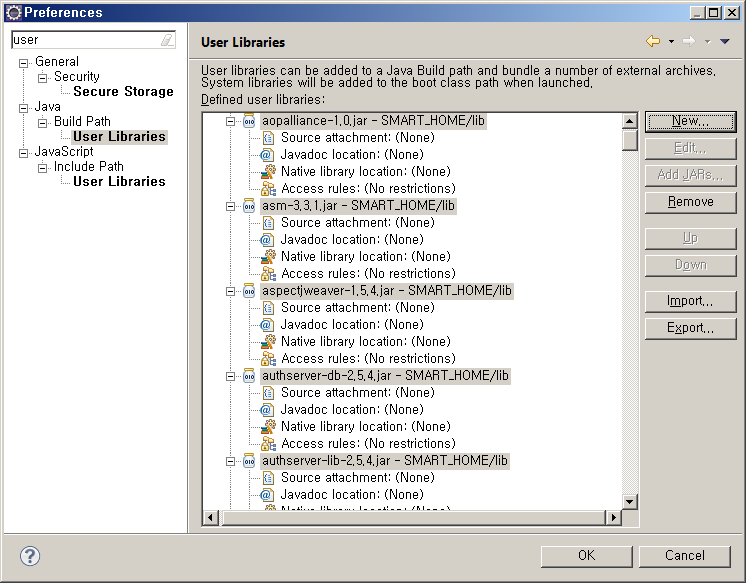 Preferences
user
General
Security
Secure Storage
Java
Build Path
User Libraries
JavaScript
Include Path
User Libraries
User Libraries
User libraries can be added to a Java Build path and bundle a number of external archives.
System libraries will be added to the boot class path when launched.
Defined user libraries:
aopalliance-1.0.jar - SMART_HOME/lib
Source attachment: (None)
Javadoc location: (None)
Native library location: (None)
Access rules: (No restrictions)
asm-3.3.1.jar - SMART_HOME/lib
Source attachment: (None)
Javadoc location: (None)
Native library location: (None)
Access rules: (No restrictions)
aspectjweaver-1.5.4.jar - SMART_HOME/lib
Source attachment: (None)
Javadoc location: (None)
Native library location: (None)
Access rules: (No restrictions)
authserver-db-2.5.4.jar - SMART_HOME/lib
Source attachment: (None)
Javadoc location: (None)
Native library location: (None)
Access rules: (No restrictions)
authserver-lib-2.5.4.jar - SMART_HOME/lib
Source attachment: (None)
Javadoc location: (None)
Native library location: (None)
New...
Edit...
Add JARs...
Remove
Up
Down
Import...
Export...
OK
Cancel